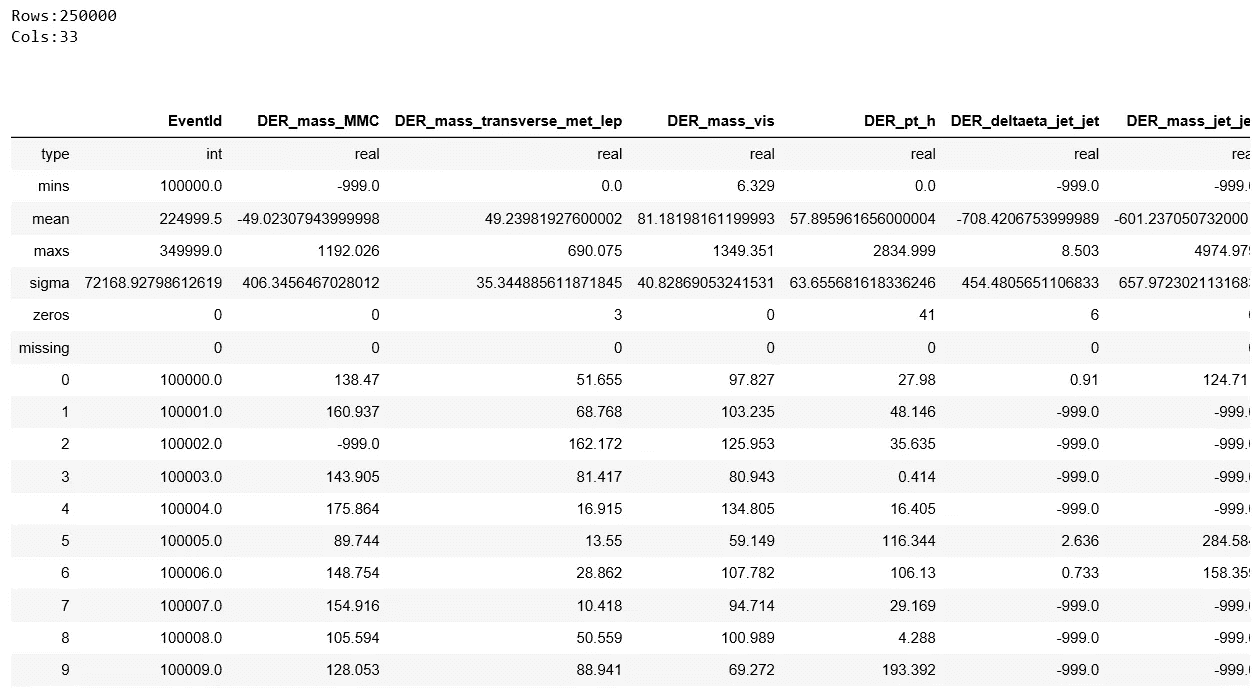 Rows:250000
Cols:33
EventId DER_mass_MMC DER_mass_transverse_met_lep DER_mass_vis DER_pt_h DER_deltaeta_jet_jet DER_mass_jet_je
type int real real real real real rea
mins 100000.0 -999.0 0.0 6.329 0.0 -999.0 -999.0
mean 224999.5 -49.02307943999998 49.23981927600002 81.18198161199993 57.895961656000004 -708.4206753999989 -601.237050732000
maxs 349999.0 1192.026 690.075 1349.351 2834.999 8.503 4974.979
sigma 72168.92798612619 406.3456467028012 35.344885611871845 40.82869053241531 63.655681618336246 454.4805651106833 657.972302113168
zeros 0 0 3 0 41 6
missing 0 0 0 0 0 0
0 100000.0 138.47 51.655 97.827 27.98 0.91 124.71
1 100001.0 160.937 68.768 103.235 48.146 -999.0 -999.0
2 100002.0 -999.0 162.172 125.953 35.635 -999.0 -999.0
3 100003.0 143.905 81.417 80.943 0.414 -999.0 -999.0
4 100004.0 175.864 16.915 134.805 16.405 -999.0 -999.0
5 100005.0 89.744 13.55 59.149 116.344 2.636 284.584
6 100006.0 148.754 28.862 107.782 106.13 0.733 158.359
7 100007.0 154.916 10.418 94.714 29.169 -999.0 -999.0
8 100008.0 105.594 50.559 100.989 4.288 -999.0 -999.0
9 100009.0 128.053 88.941 69.272 193.392 -999.0 -999.0